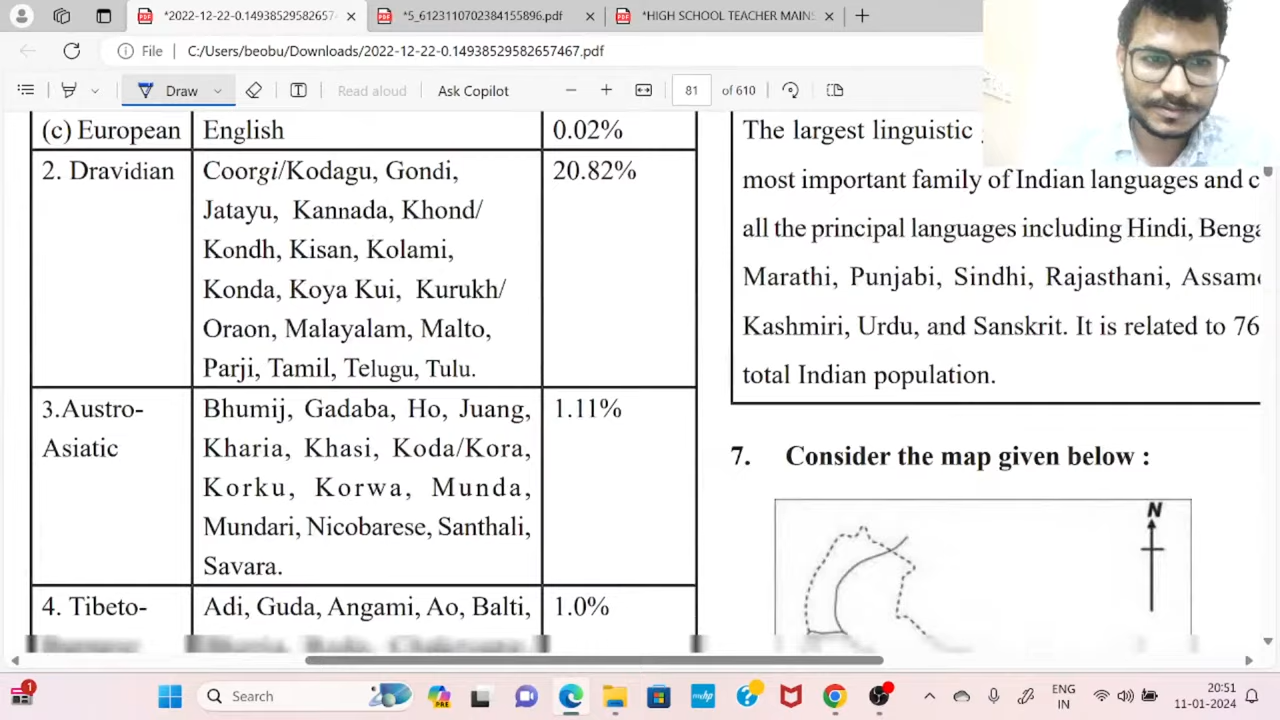 *2022-12-22-0.14938529582657
*5_6123110702384155896.pdf
*HIGH SCHOOL TEACHER MAINS
File C:/Users/beobu/Downloads/2022-12-22-0.14938529582657467.pdf
Draw
Read aloud
Ask Copilot
81 of 610
(c) European English 0.02%
2. Dravidian Coorgi/Kodagu, Gondi, 20.82%
Jatayu, Kannada, Khond/
Kondh, Kisan, Kolami,
Konda, Koya Kui, Kurukh/
Oraon, Malayalam, Malto,
Parji, Tamil, Telugu, Tulu.
3.Austro- Bhumij, Gadaba, Ho, Juang, 1.11%
Asiatic Kharia, Khasi, Koda/Kora,
Korku, Korwa, Munda,
Mundari, Nicobarese, Santhali,
Savara.
4. Tibeto- Adi, Guda, Angami, Ao, Balti, 1.0%
The largest linguistic
most important family of Indian languages and c
all the principal languages including Hindi, Benga
Marathi, Punjabi, Sindhi, Rajasthani, Assam
Kashmiri, Urdu, and Sanskrit. It is related to 76
total Indian population.
7. Consider the map given below :
N
1
Search
PRE
ENG
IN
20:51
11-01-2024